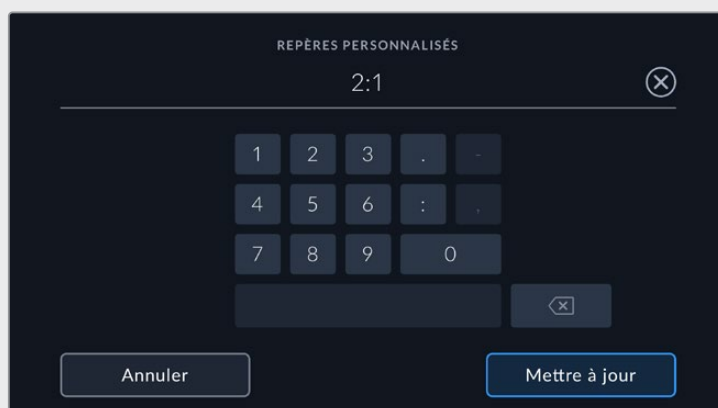 REPÈRES PERSONNALISÉS
2:1
1 2 3 . -
4 5 6 : ,
7 8 9 0
Annuler Mettre à jour